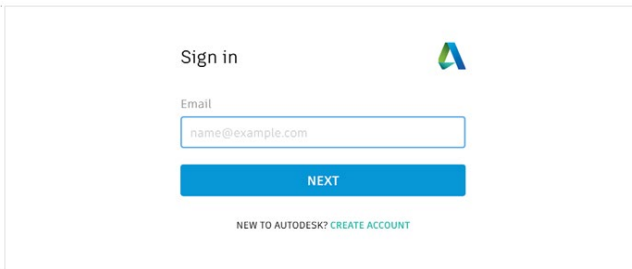 Sign in
Email
name@example.com
NEXT
NEW TO AUTODESK? CREATE ACCOUNT